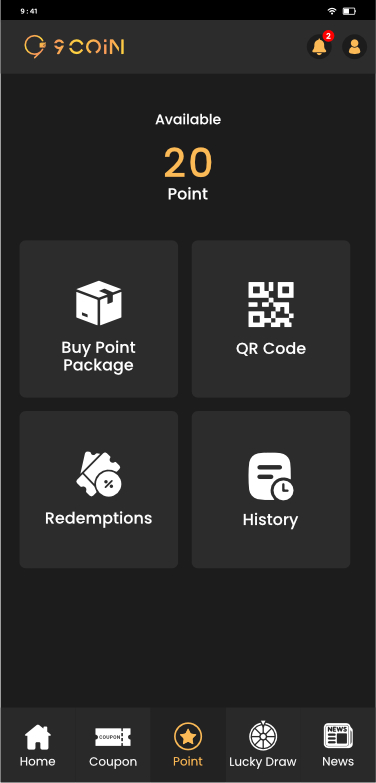 9:41
9COiN
2
Available
20
Point
Buy Point
Package
QR Code
Redemptions
History
COUPON
NEWS
Home
Coupon
Point
Lucky Draw
News